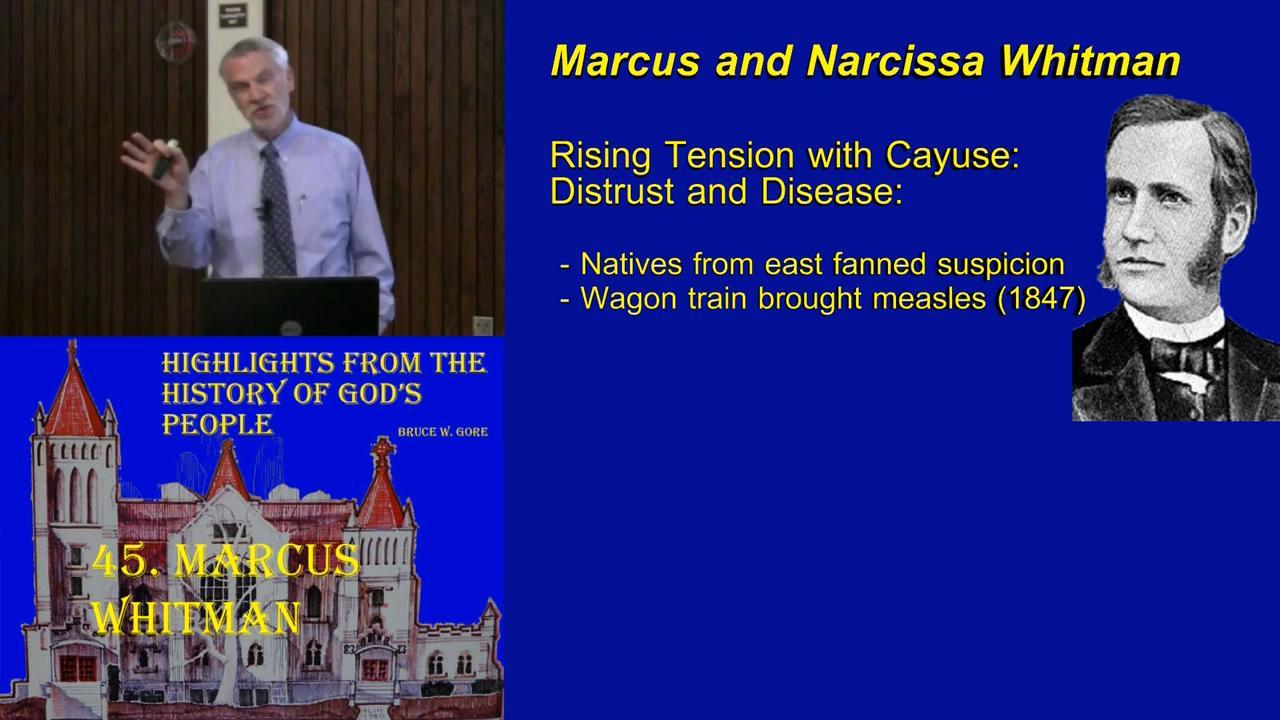 Marcus and Narcissa Whitman
Rising Tension with Cayuse:
Distrust and Disease:
- Natives from east fanned suspicion
- Wagon train brought measles (1847)
HIGHLIGHTS FROM THE
HISTORY OF GOD'S
PEOPLE
BRUCE W. GORE
45. MARCUS
WHITMAN